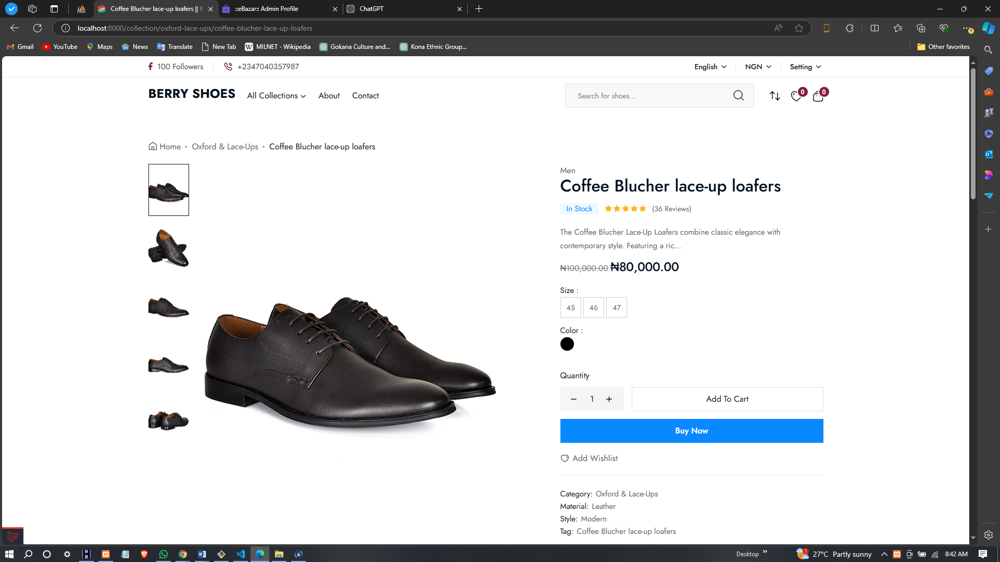 Coffee Blucher lace-up loafers || B
::eBazar:: Admin Profile
ChatGPT
localhost:8000/collection/oxford-lace-ups/coffee-blucher-lace-up-loafers
Gmail
YouTube
Maps
News
Translate
New Tab
MILNET - Wikipedia
Gokana Culture and...
Kona Ethnic Group...
Other favorites
100 Followers
+2347040357987
English
NGN
Setting
BERRY SHOES
All Collections
About
Contact
Search for shoes...
0
0
Home • Oxford & Lace-Ups • Coffee Blucher lace-up loafers
Men
Coffee Blucher lace-up loafers
In Stock
(36 Reviews)
The Coffee Blucher Lace-Up Loafers combine classic elegance with
contemporary style. Featuring a ric...
₦100,000.00 ₦80,000.00
Size :
45 46 47
Color :
Quantity
− 1 +
Add To Cart
Buy Now
Add Wishlist
Category: Oxford & Lace-Ups
Material: Leather
Style: Modern
Tag: Coffee Blucher lace-up loafers
Desktop
1
27°C Partly sunny
8:42 AM